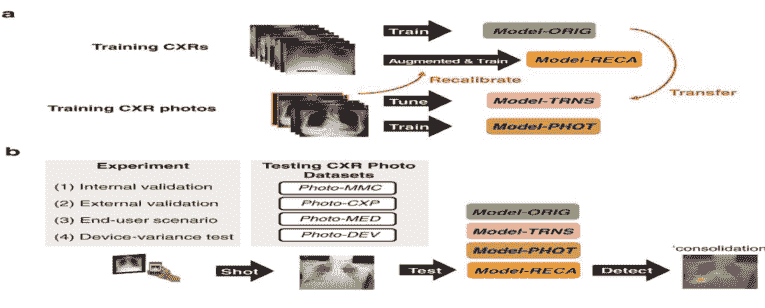 a
Training CXRs
Train
Model-ORIG
Augmented & Train
Model-RECA
Recalibrate
Training CXR photos
Tune
Model-TRNS
Transfer
Train
Model-PHOT
b
Experiment
(1) Internal validation
(2) External validation
(3) End-user scenario
(4) Device-variance test
Testing CXR Photo
Datasets
Photo-MMC
Photo-CXP
Photo-MED
Photo-DEV
Model-ORIG
Model-TRNS
Model-PHOT
Model-RECA
'consolidation'
Shot
Test
Detect